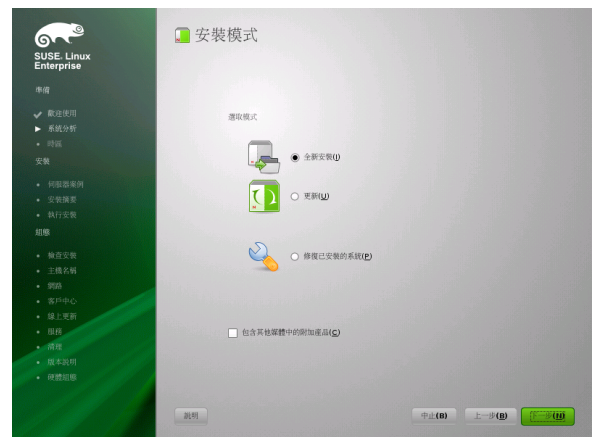 SUSE. Linux
Enterprise
準備
歡迎使用
系統分析
時區
安裝
伺服器案例
安裝摘要
執行安裝
組態
檢查安裝
主機名稱
網路
客戶中心
線上更新
服務
清理
版本說明
硬體組態
安裝模式
選取模式
全新安裝(I)
更新(U)
修復已安裝的系統(P)
包含其他媒體中的附加產品(C)
說明
中止(B)
上一步(B)
下一步(N)